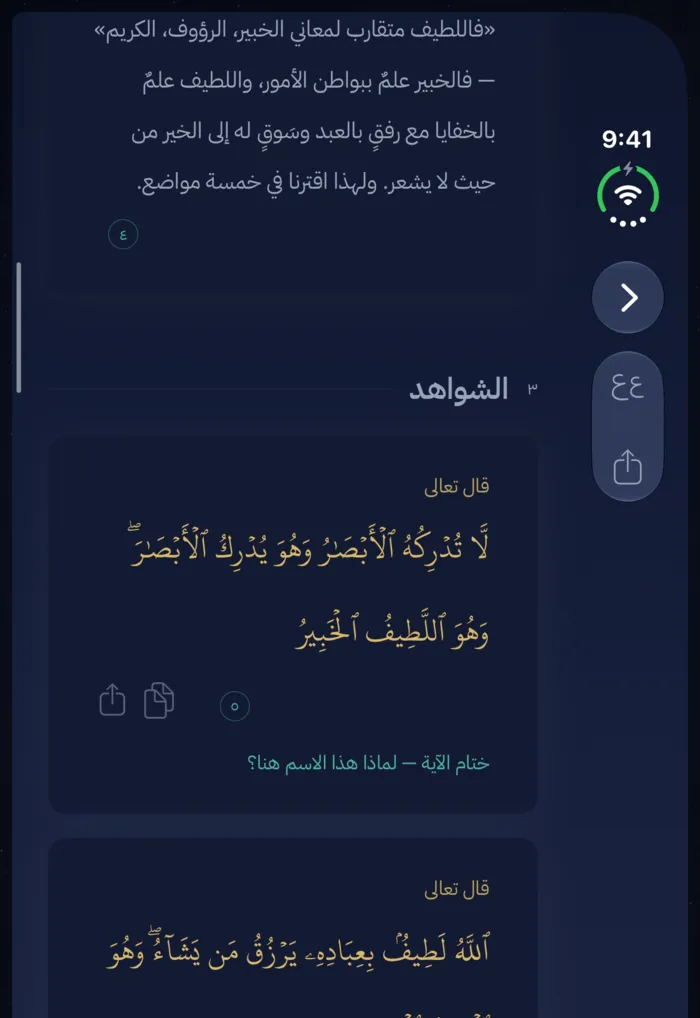 «فاللطيف متقارب لمعاني الخبير، الرؤوف، الكريم»
— فالخبير علمٌ ببواطن الأمور، واللطيف علمٌ
بالخفايا مع رفقٍ بالعبد وسَوقٍ له إلى الخير من
حيث لا يشعر. ولهذا اقترنا في خمسة مواضع.
٤
9:41
عع
٣ الشواهد
قال تعالى
لَّا تُدۡرِكُهُ ٱلۡأَبۡصَٰرُ وَهُوَ يُدۡرِكُ ٱلۡأَبۡصَٰرَۖ
وَهُوَ ٱللَّطِيفُ ٱلۡخَبِيرُ
٥
ختام الآية — لماذا هذا الاسم هنا؟
قال تعالى
ٱللَّهُ لَطِيفُۢ بِعِبَادِهِۦ يَرۡزُقُ مَن يَشَآءُۖ وَهُوَ